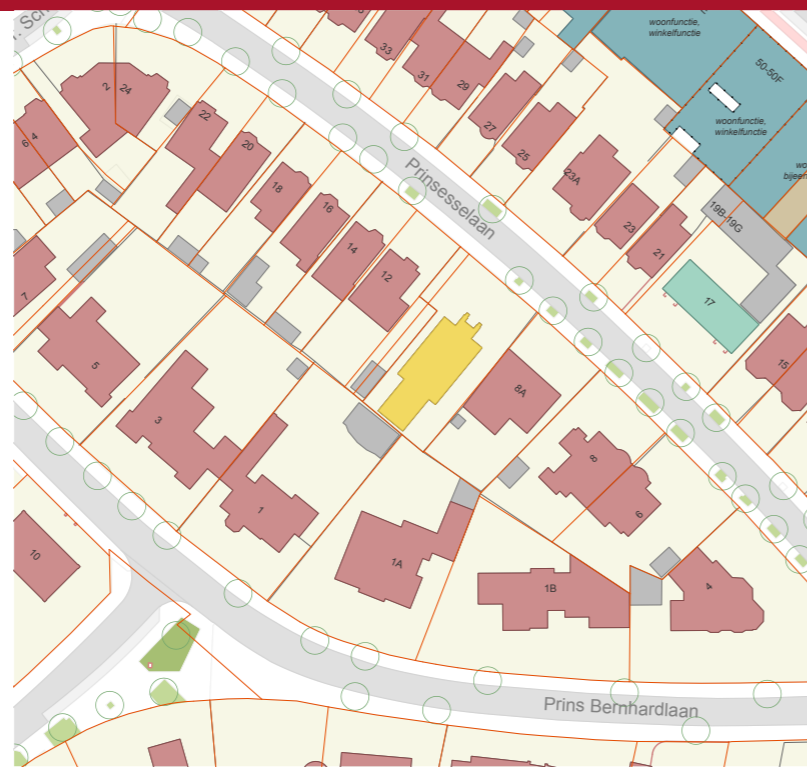 woonfunctie,
winkelfunctie
50-50F
33
31
29
2
24
22
27
woonfunctie,
winkelfunctie
6
4
20
25
18
Prinsesselaan
23A
16
19B-19G
23
14
21
12
7
17
5
15
8A
3
8
1
6
1A
10
1B
4
Prins Bernhardlaan